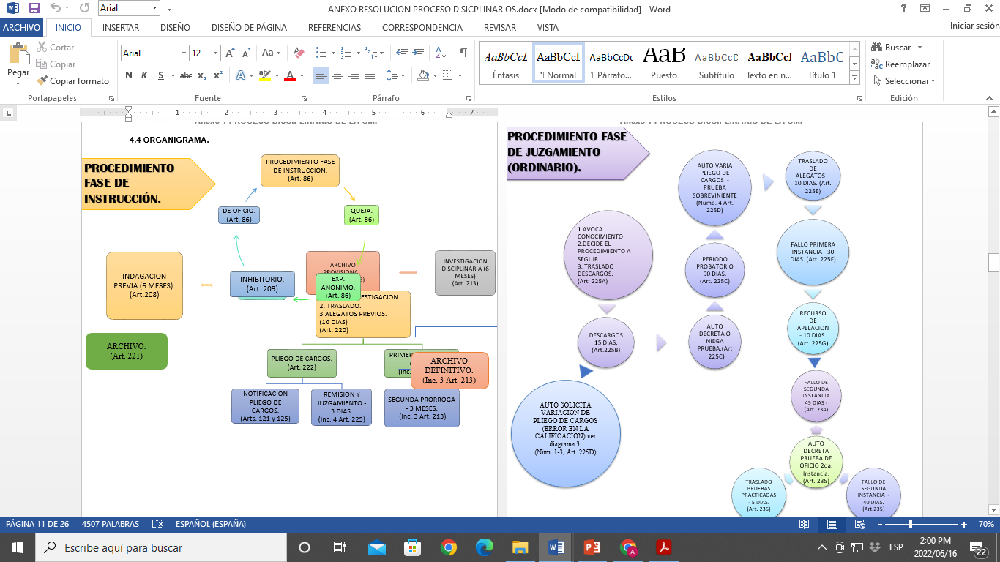 ANEXO RESOLUCION PROCESO DISICPLINARIOS.docx [Modo de compatibilidad] - Word
Arial
ARCHIVO
INICIO
INSERTAR
DISEÑO
DISEÑO DE PÁGINA
REFERENCIAS
CORRESPONDENCIA
REVISAR
VISTA
Iniciar sesión
Pegar
Cortar
Copiar
Copiar formato
Portapapeles
Arial
12
N K S abc x₂ x²
Fuente
Párrafo
AaBbCcI
Énfasis
AaBbCcI
¶ Normal
AaBbCcDc
¶ Párrafo...
AaB
Puesto
AaBbCcD
Subtítulo
AaBbCcI
Texto en n...
AaBbC
Título 1
Estilos
Buscar
Reemplazar
Seleccionar
Edición
1 2 3 4 5 6 7
4.4 ORGANIGRAMA.
PROCEDIMIENTO
FASE DE
INSTRUCCIÓN.
PROCEDIMIENTO FASE
DE INSTRUCCION.
(Art. 86)
DE OFICIO.
(Art. 86)
QUEJA.
(Art. 86)
INDAGACION
PREVIA (6 MESES).
(Art.208)
INHIBITORIO.
(Art. 209)
ARCHIVO
PROVISIONAL.
EXP.
ANONIMO.
(Art. 86)
INVESTIGACION
DISCIPLINARIA (6
MESES)
(Art. 213)
2. TRASLADO.
3 ALEGATOS PREVIOS.
(10 DIAS)
(Art. 220)
ARCHIVO.
(Art. 221)
PLIEGO DE CARGOS.
(Art. 222)
ARCHIVO
DEFINITIVO.
(Inc. 3 Art. 213)
NOTIFICACION
PLIEGO DE
CARGOS.
(Arts. 121 y 125)
REMISION Y
JUZGAMIENTO -
3 DIAS.
(Inc. 4 Art. 225)
SEGUNDA PRORROGA
- 3 MESES.
(Inc. 3 Art. 213)
PROCEDIMIENTO FASE
DE JUZGAMIENTO
(ORDINARIO).
1.AVOCA
CONOCIMIENTO.
2.DECIDE EL
PROCEDIMIENTO A
SEGUIR.
3. TRASLADO
DESCARGOS.
(Art. 225A)
DESCARGOS
15 DIAS.
(Art.225B)
AUTO SOLICITA
VARIACION DE
PLIEGO DE CARGOS
(ERROR EN LA
CALIFICACION) ver
diagrama 3.
(Núm. 1-3, Art. 225D)
AUTO
DECRETA O
NIEGA
PRUEBA.(Art
. 225C)
PERIODO
PROBATORIO
90 DIAS.
(Art. 225C)
AUTO VARIA
PLIEGO DE
CARGOS -
PRUEBA
SOBREVINIENTE
(Nume. 4 Art.
225D)
TRASLADO
DE
ALEGATOS -
10 DIAS. (Art.
225E)
FALLO PRIMERA
INSTANCIA - 30
DIAS. (Art. 225F)
RECURSO
DE
APELACION
- 10 DIAS.
(Art. 225G)
FALLO DE
SEGUNDA
INSTANCIA
45 DIAS -
(Art. 234)
AUTO
DECRETA
PRUEBA DE
OFICIO 2da.
Instancia.
(Art. 235)
TRASLADO
PRUEBAS
PRACTICADAS
- 5 DIAS.
(Art. 235)
FALLO DE
SEGUNDA
INSTANCIA -
40 DIAS.
(Art.235)
PÁGINA 11 DE 26
4507 PALABRAS
ESPAÑOL (ESPAÑA)
70%
Escribe aquí para buscar
ESP
2:00 PM
2022/06/16
22